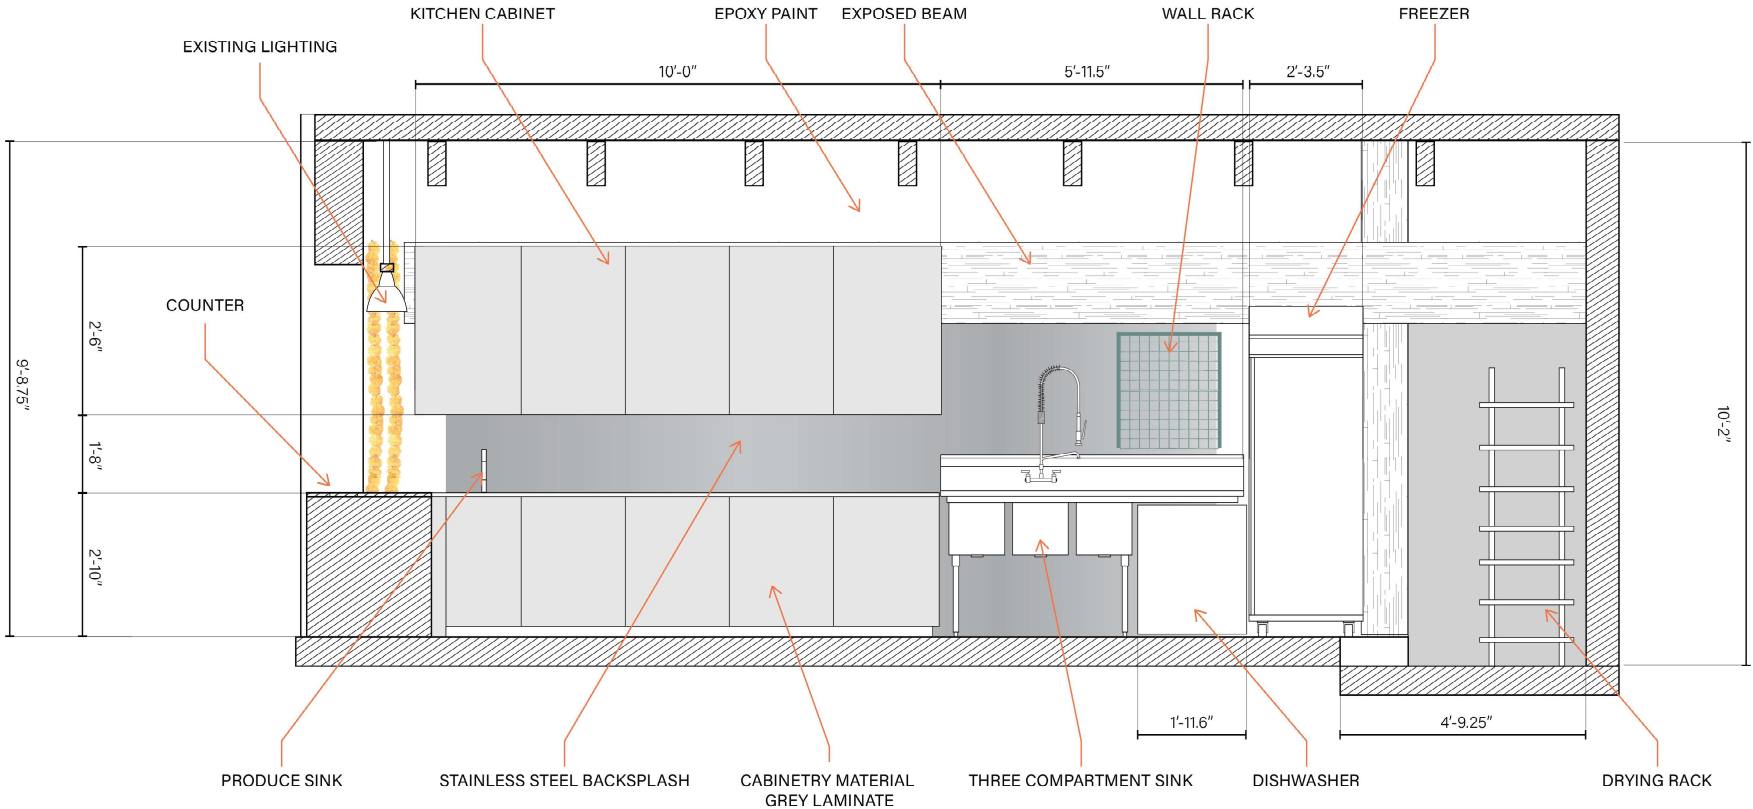 KITCHEN CABINET
EPOXY PAINT
EXPOSED BEAM
WALL RACK
FREEZER
EXISTING LIGHTING
10'-0"
5'-11.5"
2'-3.5"
COUNTER
2'-6"
9'-8.75"
1'-8"
10'-2"
2'-10"
1'-11.6"
4'-9.25"
PRODUCE SINK
STAINLESS STEEL BACKSPLASH
CABINETRY MATERIAL
GREY LAMINATE
THREE COMPARTMENT SINK
DISHWASHER
DRYING RACK